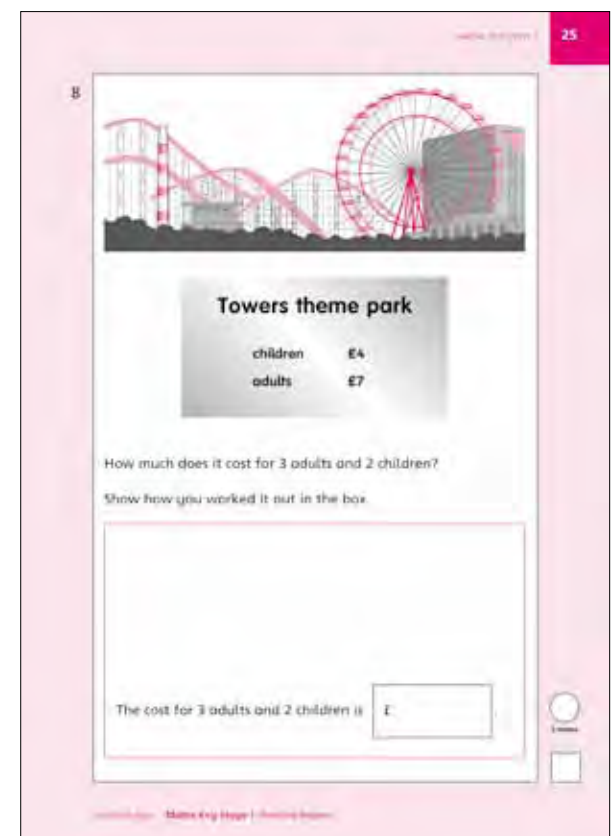 25
8
Towers theme park
children £4
adults £7
How much does it cost for 3 adults and 2 children?
Show how you worked it out in the box.
The cost for 3 adults and 2 children is £
Maths Key Stage 1